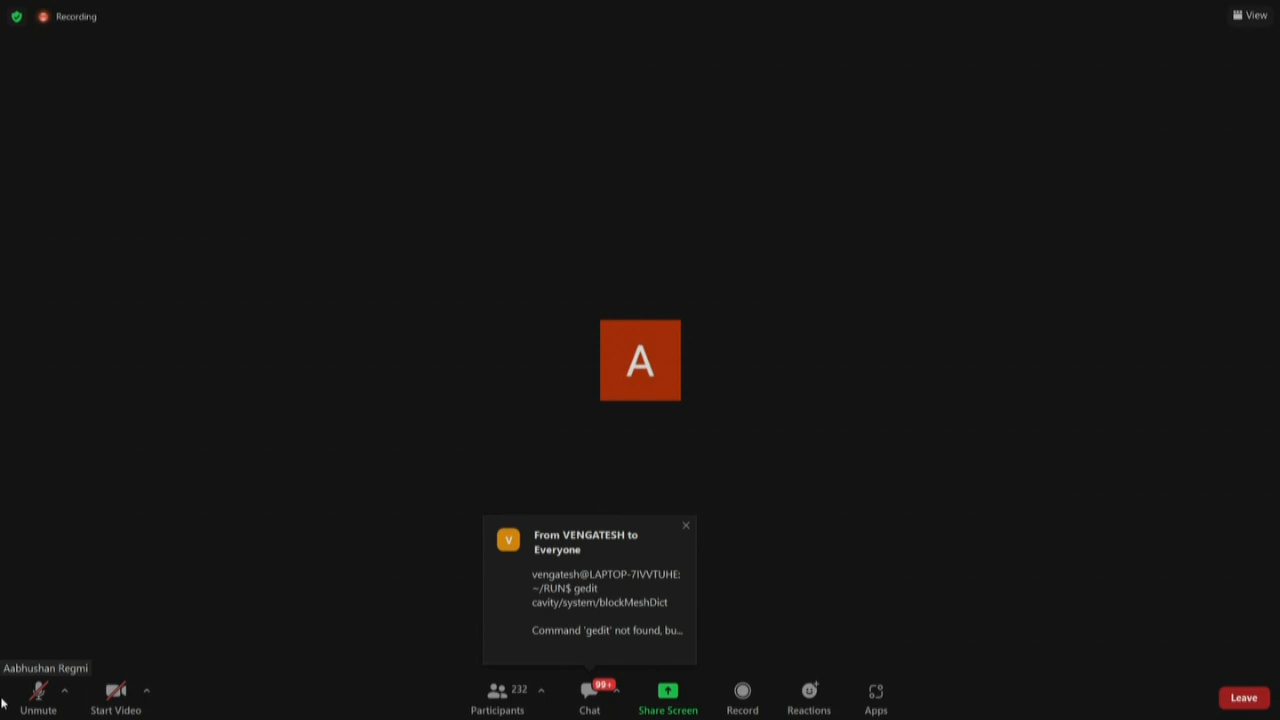 Recording
View
A
V
From VENGATESH to
Everyone
vengatesh@LAPTOP-7IVVTUHE:
~/RUN$ gedit
cavity/system/blockMeshDict
Command 'gedit' not found, bu...
Aabhushan Regmi
Unmute
Start Video
232
Participants
99+
Chat
Share Screen
Record
Reactions
Apps
Leave